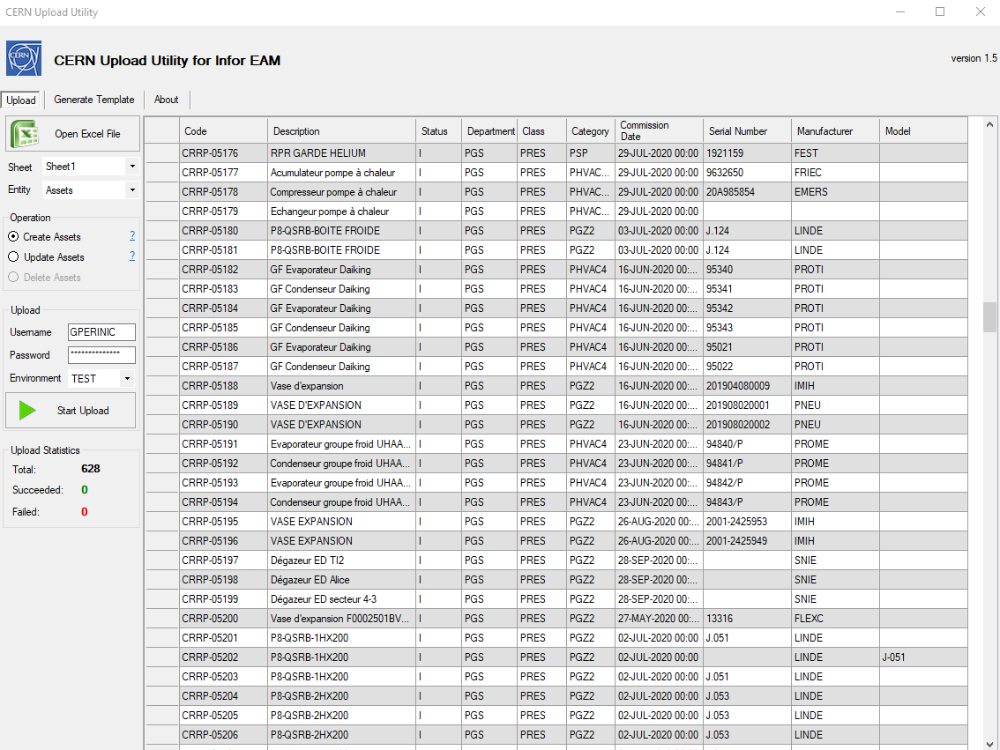 CERN Upload Utility
CERN
CERN Upload Utility for Infor EAM
version 1.5
Upload Generate Template About
Open Excel File
Sheet Sheet1
Entity Assets
Operation
Create Assets ?
Update Assets ?
Delete Assets
Upload
Username GPERINIC
Password **************
Environment TEST
Start Upload
Upload Statistics
Total: 628
Succeeded: 0
Failed: 0
Code Description Status Department Class Category Commission Date Serial Number Manufacturer Model
CRRP-05176 RPR GARDE HELIUM I PGS PRES PSP 29-JUL-2020 00:00 1921159 FEST
CRRP-05177 Acumulateur pompe à chaleur I PGS PRES PHVAC... 29-JUL-2020 00:00 9632650 FRIEC
CRRP-05178 Compresseur pompe à chaleur I PGS PRES PHVAC... 29-JUL-2020 00:00 20A985854 EMERS
CRRP-05179 Echangeur pompe à chaleur I PGS PRES PHVAC... 29-JUL-2020 00:00
CRRP-05180 P8-QSRB-BOITE FROIDE I PGS PRES PGZ2 03-JUL-2020 00:00 J.124 LINDE
CRRP-05181 P8-QSRB-BOITE FROIDE I PGS PRES PGZ2 03-JUL-2020 00:00 J.124 LINDE
CRRP-05182 GF Evaporateur Daiking I PGS PRES PHVAC4 16-JUN-2020 00:... 95340 PROTI
CRRP-05183 GF Condenseur Daiking I PGS PRES PHVAC4 16-JUN-2020 00:... 95341 PROTI
CRRP-05184 GF Evaporateur Daiking I PGS PRES PHVAC4 16-JUN-2020 00:... 95342 PROTI
CRRP-05185 GF Condenseur Daiking I PGS PRES PHVAC4 16-JUN-2020 00:... 95343 PROTI
CRRP-05186 GF Evaporateur Daiking I PGS PRES PHVAC4 16-JUN-2020 00:... 95021 PROTI
CRRP-05187 GF Condenseur Daiking I PGS PRES PHVAC4 16-JUN-2020 00:... 95022 PROTI
CRRP-05188 Vase d'expansion I PGS PRES PGZ2 16-JUN-2020 00:... 201904080009 IMIH
CRRP-05189 VASE D'EXPANSION I PGS PRES PGZ2 16-JUN-2020 00:... 201908020001 PNEU
CRRP-05190 VASE D'EXPANSION I PGS PRES PGZ2 16-JUN-2020 00:... 201908020002 PNEU
CRRP-05191 Evaporateur groupe froid UHAA... I PGS PRES PHVAC4 23-JUN-2020 00:... 94840/P PROME
CRRP-05192 Condenseur groupe froid UHAA... I PGS PRES PHVAC4 23-JUN-2020 00:... 94841/P PROME
CRRP-05193 Evaporateur groupe froid UHAA... I PGS PRES PHVAC4 23-JUN-2020 00:... 94842/P PROME
CRRP-05194 Condenseur groupe froid UHAA... I PGS PRES PHVAC4 23-JUN-2020 00:... 94843/P PROME
CRRP-05195 VASE EXPANSION I PGS PRES PGZ2 26-AUG-2020 00:... 2001-2425953 IMIH
CRRP-05196 VASE EXPANSION I PGS PRES PGZ2 26-AUG-2020 00:... 2001-2425949 IMIH
CRRP-05197 Dégazeur ED TI2 I PGS PRES PGZ2 28-SEP-2020 00:... SNIE
CRRP-05198 Dégazeur ED Alice I PGS PRES PGZ2 28-SEP-2020 00:... SNIE
CRRP-05199 Dégazeur ED secteur 4-3 I PGS PRES PGZ2 28-SEP-2020 00:... SNIE
CRRP-05200 Vase d'expansion F0002501BV... I PGS PRES PGZ2 27-MAY-2020 00:... 13316 FLEXC
CRRP-05201 P8-QSRB-1HX200 I PGS PRES PGZ2 02-JUL-2020 00:00 J.051 LINDE
CRRP-05202 P8-QSRB-1HX200 I PGS PRES PGZ2 02-JUL-2020 00:00 LINDE J-051
CRRP-05203 P8-QSRB-1HX200 I PGS PRES PGZ2 02-JUL-2020 00:00 J.051 LINDE
CRRP-05204 P8-QSRB-2HX200 I PGS PRES PGZ2 02-JUL-2020 00:00 J.053 LINDE
CRRP-05205 P8-QSRB-2HX200 I PGS PRES PGZ2 02-JUL-2020 00:00 J.053 LINDE
CRRP-05206 P8-QSRB-2HX200 I PGS PRES PGZ2 02-JUL-2020 00:00 J.053 LINDE